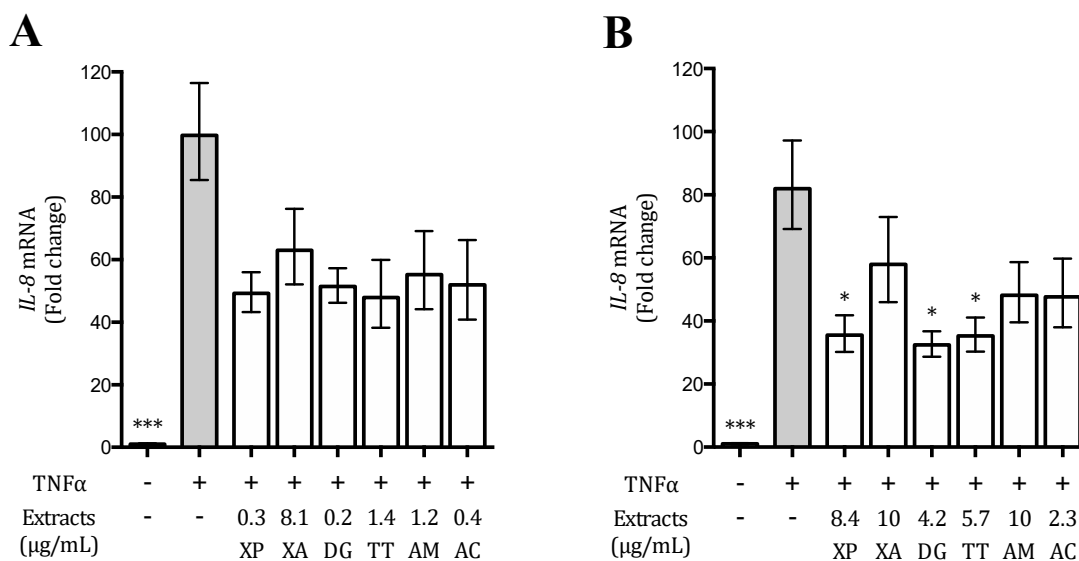 A
IL-8 mRNA
(Fold change)
120
100
80
60
40
20
0
***
TNFα - + + + + + + +
Extracts - - 0.3 8.1 0.2 1.4 1.2 0.4
(μg/mL) XP XA DG TT AM AC
B
IL-8 mRNA
(Fold change)
120
100
80
60
40
20
0
*** * * *
TNFα - + + + + + + +
Extracts - - 8.4 10 4.2 5.7 10 2.3
(μg/mL) XP XA DG TT AM AC